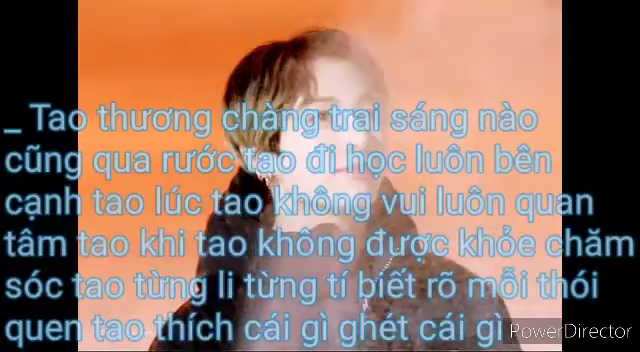 _ Tao thương chàng trai sáng nào
cũng qua rước tao đi học luôn bên
cạnh tao lúc tao không vui luôn quan
tâm tao khi tao không được khỏe chăm
sóc tao từng li từng tí biết rõ mỗi thói
quen tao thích cái gì ghét cái gì
PowerDirector